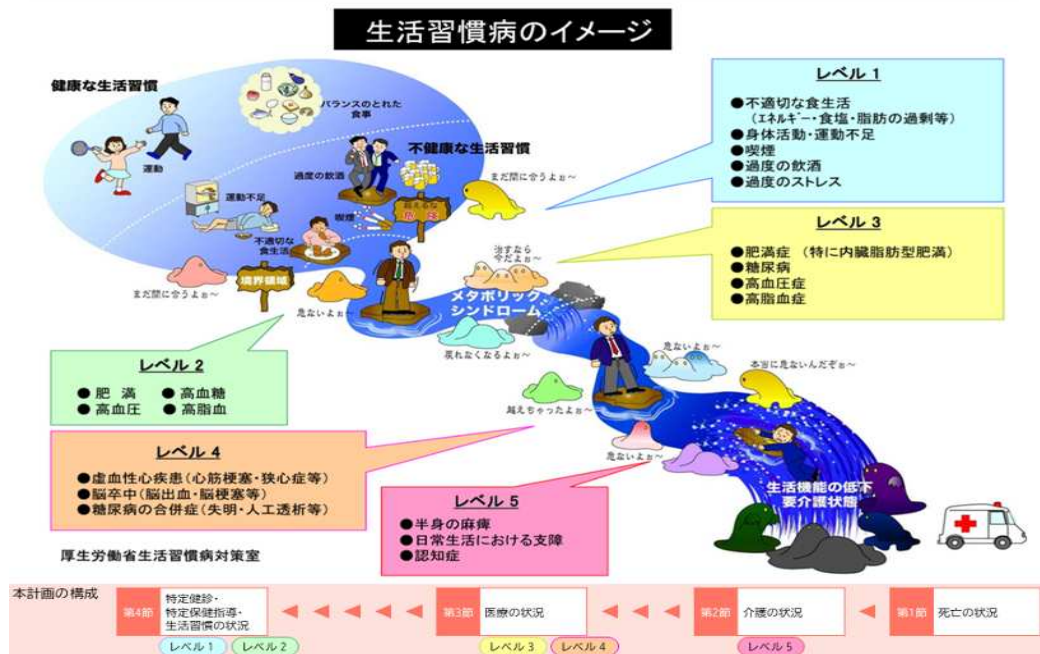 生活習慣病のイメージ
健康な生活習慣
バランスのとれた
食事
運動
不健康な生活習慣
過度の飲酒
まだ間に合うよぉ～
運動不足
喫煙
超えるな
危険
不適切な
食生活
治すなら
今だよぉ～
まだ間に合うよぉ～
境界領域
危ないよぉ～
メタボリック
シンドローム
戻れなくなるよぉ～
危ないよぉ～
本当に危ないんだぞぉ～
越えちゃったよぉ～
危ないよぉ～
生活機能の低下
要介護状態
レベル 1
●不適切な食生活
（エネルギー・食塩・脂肪の過剰等）
●身体活動・運動不足
●喫煙
●過度の飲酒
●過度のストレス
レベル 3
●肥満症 （特に内臓脂肪型肥満）
●糖尿病
●高血圧症
●高脂血症
レベル 2
● 肥 満 ● 高血糖
● 高血圧 ● 高脂血
レベル 4
●虚血性心疾患（心筋梗塞・狭心症等）
●脳卒中（脳出血・脳梗塞等）
●糖尿病の合併症（失明・人工透析等）
レベル 5
●半身の麻痺
●日常生活における支障
●認知症
厚生労働省生活習慣病対策室
本計画の構成
第4節 特定健診・
特定保健指導・
生活習慣の状況
第3節 医療の状況
第2節 介護の状況
第1節 死亡の状況
レベル 1 レベル 2 レベル 3 レベル 4 レベル 5